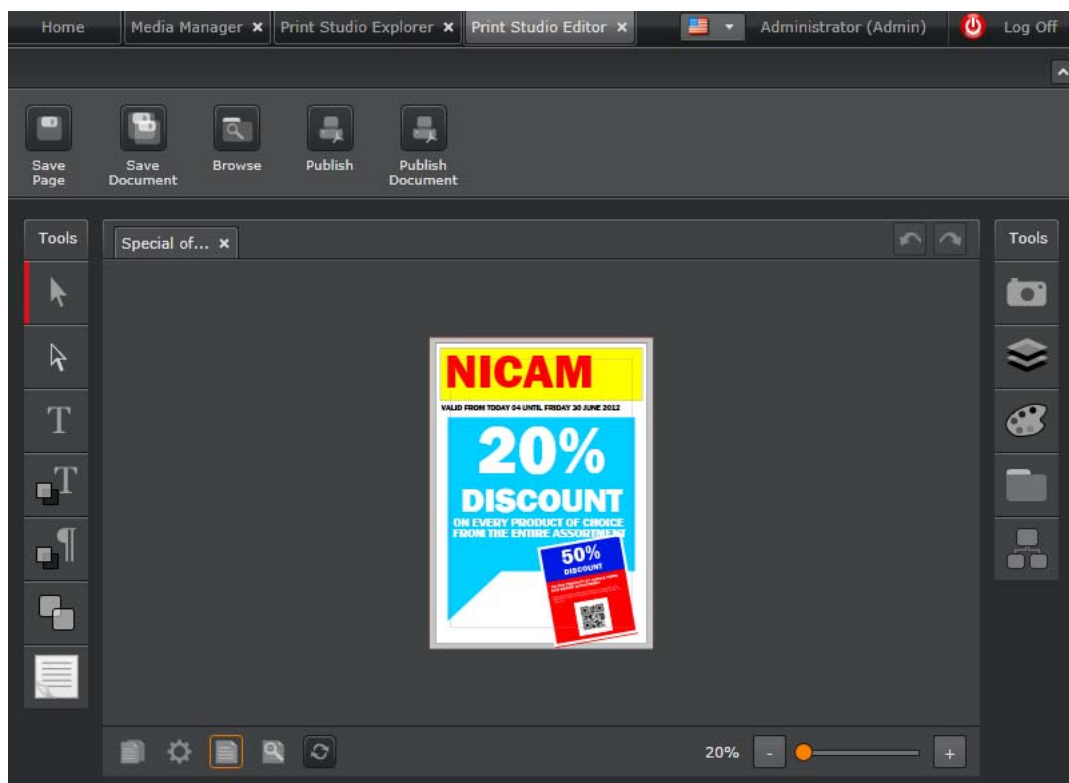 Home Media Manager × Print Studio Explorer × Print Studio Editor × Administrator (Admin) Log Off
Save Page
Save Document
Browse
Publish
Publish Document
Tools
Special of... ×
Tools
T
T
¶
NICAM
VALID FROM TODAY 04 UNTIL FRIDAY 30 JUNE 2012
20%
DISCOUNT
ON EVERY PRODUCT OF CHOICE
FROM THE ENTIRE ASSORTMENT
50%
DISCOUNT
20% - +